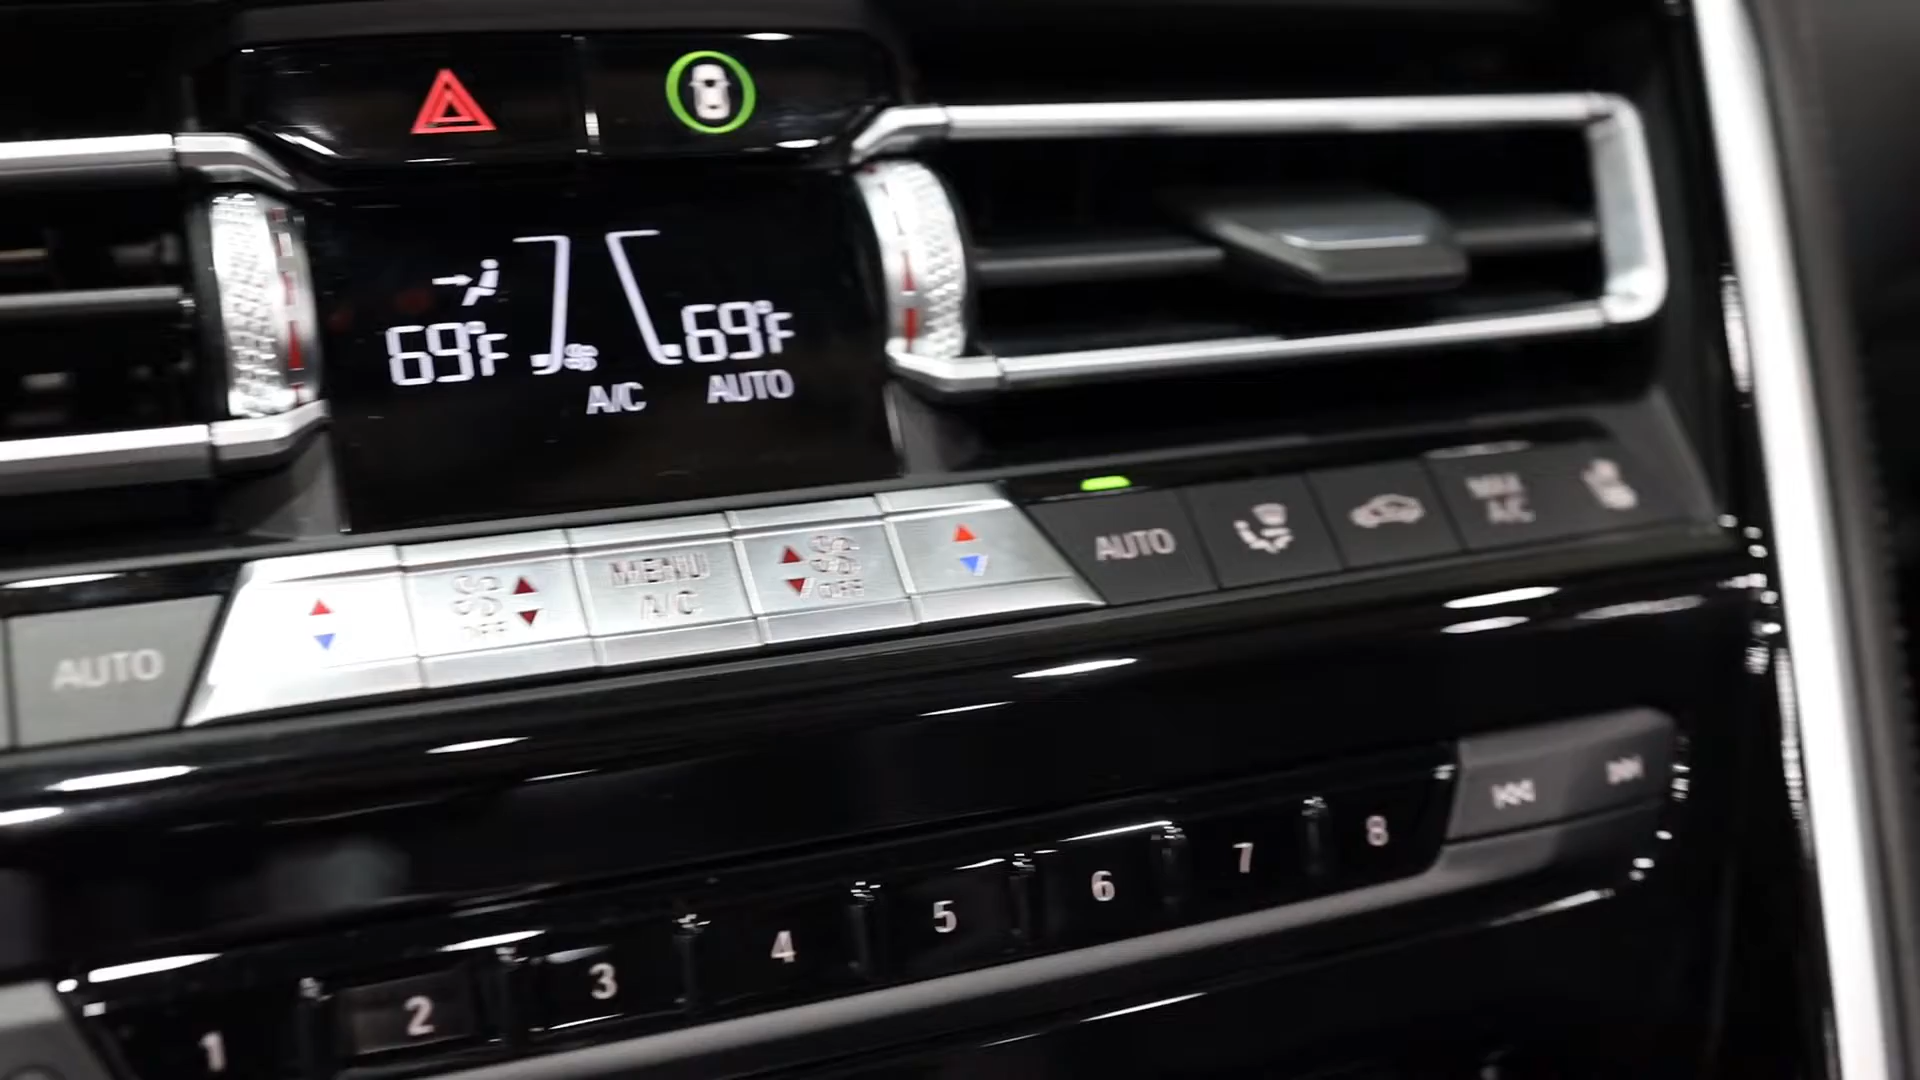 69°F 69°F
A/C AUTO
AUTO OFF MENU A/C OFF AUTO MAX A/C
1 2 3 4 5 6 7 8